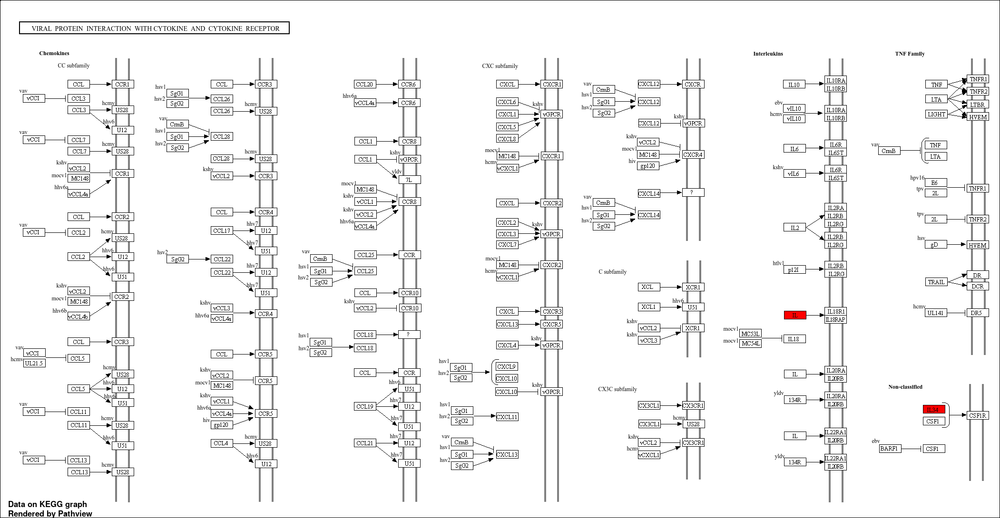 VIRAL PROTEIN INTERACTION WITH CYTOKINE AND CYTOKINE RECEPTOR
Chemokines
CC subfamily
CCL
CCR1
vav
vCCI
CCL3
CCL3
hcmv
US28
hhv6
U12
vav
vCCI
CCL7
CCL7
hcmv
US28
kshv
vCCL2
mocv1
MC148
hhv6a
vCCL4a
CCR1
CCL
CCR2
vav
vCCI
CCL2
CCL2
hcmv
US28
hhv6
U12
hhv6
U51
kshv
vCCL2
mocv1
MC148
hhv6b
vCCL4b
CCR2
CCL
CCR3
vav
vCCI
hcmv
UL21.5
CCL5
CCL5
hcmv
US28
hhv6
U12
hhv6
U51
vav
vCCI
CCL11
CCL11
hcmv
US28
hhv6
U51
vav
vCCI
CCL13
CCL13
hcmv
US28
CCL
CCR3
hsv1
SgG1
hsv2
SgG2
CCL26
CCL26
hcmv
US28
vav
CrmB
hsv1
SgG1
hsv2
SgG2
CCL28
CCL28
hcmv
US28
kshv
vCCL2
CCR3
CCL
CCR4
CCL17
hhv7
U12
hhv7
U51
hsv2
SgG2
CCL22
CCL22
hhv7
U12
hhv7
U51
kshv
vCCL3
hhv6a
vCCL4a
CCR4
CCL
CCR5
kshv
vCCL2
mocv1
MC148
CCR5
kshv
vCCL1
hhv6a
vCCL4a
hiv
gp120
CCR5
CCL4
hcmv
US28
hhv6
U12
CCL20
CCR6
hhv6a
vCCL4a
CCR6
CCL1
CCR8
CCL1
kshv
vGPCR
yldv
7L
mocv1
MC148
kshv
vCCL1
kshv
vCCL2
hhv6a
vCCL4a
CCR8
CCL25
CCR
vav
CrmB
hsv1
SgG1
hsv2
SgG2
CCL25
CCL
CCR10
kshv
vCCL2
CCR10
CCL18
?
hsv1
SgG1
hsv2
SgG2
CCL18
CCL
CCR
CCL19
hhv6
U51
hhv7
U12
hhv7
U51
CCL21
hhv7
U12
hhv7
U51
CXC subfamily
CXCL
CXCR1
CXCL6
CXCL1
CXCL5
CXCL8
kshv
vGPCR
mocv1
MC148
hcmv
vCXCL1
CXCR1
CXCL
CXCR2
CXCL2
CXCL3
CXCL7
kshv
vGPCR
mocv1
MC148
hcmv
vCXCL1
CXCR2
CXCL
CXCR3
CXCL13
CXCR5
CXCL4
kshv
vGPCR
hsv1
SgG1
hsv2
SgG2
CXCL9
CXCL10
CXCL10
kshv
vGPCR
hsv1
SgG1
hsv2
SgG2
CXCL11
vav
CrmB
hsv1
SgG1
hsv2
SgG2
CXCL13
CXCL12
CXCR
vav
CrmB
hsv1
SgG1
hsv2
SgG2
CXCL12
CXCL12
kshv
vGPCR
kshv
vCCL2
mocv1
MC148
hiv
gp120
CXCR4
CXCL14
?
vav
CrmB
hsv1
SgG1
hsv2
SgG2
CXCL14
C subfamily
XCL
XCR1
XCL1
hhv6
U51
kshv
vCCL2
kshv
vCCL3
XCR1
CX3C subfamily
CX3CL1
CX3CR1
CX3CL1
hcmv
US28
kshv
vCCL2
hcmv
vCXCL1
CX3CR1
Interleukins
IL10
IL10RA
IL10RB
ebv
vIL10
hcmv
vIL10
IL10RA
IL10RB
IL6
IL6R
IL6ST
kshv
vIL6
IL6R
IL6ST
IL2
IL2RA
IL2RB
IL2RG
IL2RB
IL2RG
htlv1
p12I
IL2RB
IL2RG
IL
IL18R1
IL18RAP
mocv1
MC53L
mocv1
MC54L
IL18
IL
IL20RA
IL20RB
yldv
134R
IL20RA
IL20RB
IL
IL22RA1
IL20RB
yldv
134R
IL22RA1
IL20RB
TNF Family
TNF
LTA
LIGHT
TNFR1
TNFR2
LTBR
HVEM
vav
CrmB
TNF
LTA
hpv16
E6
tpv
2L
TNFR1
tpv
2L
TNFR2
hsv
gD
HVEM
TRAIL
DR
DCR
hcmv
UL141
DR5
Non-classified
IL34
CSF1
CSF1R
ebv
BARF1
CSF1
Data on KEGG graph
Rendered by Pathview